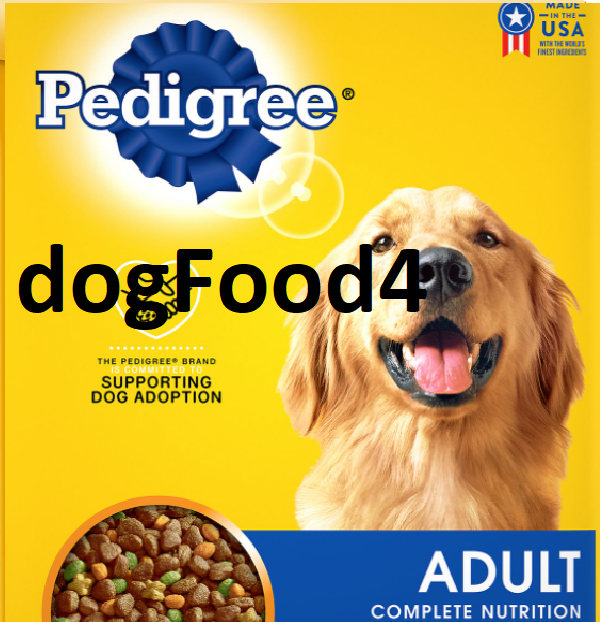 MADE
IN THE
USA
WITH THE WORLD'S
FINEST INGREDIENTS
Pedigree®
dogFood4
THE PEDIGREE® BRAND
IS COMMITTED TO
SUPPORTING
DOG ADOPTION
ADULT
COMPLETE NUTRITION